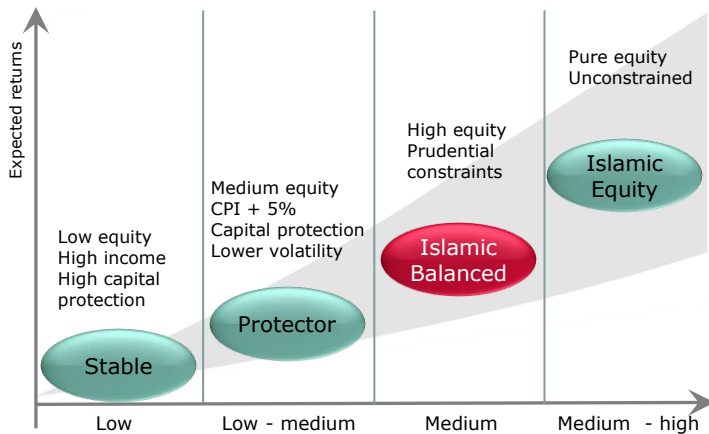 Expected returns
Pure equity
Unconstrained
High equity
Prudential
constraints
Islamic
Equity
Medium equity
CPI + 5%
Capital protection
Lower volatility
Low equity
High income
High capital
protection
Islamic
Balanced
Protector
Stable
Low
Low - medium
Medium
Medium - high